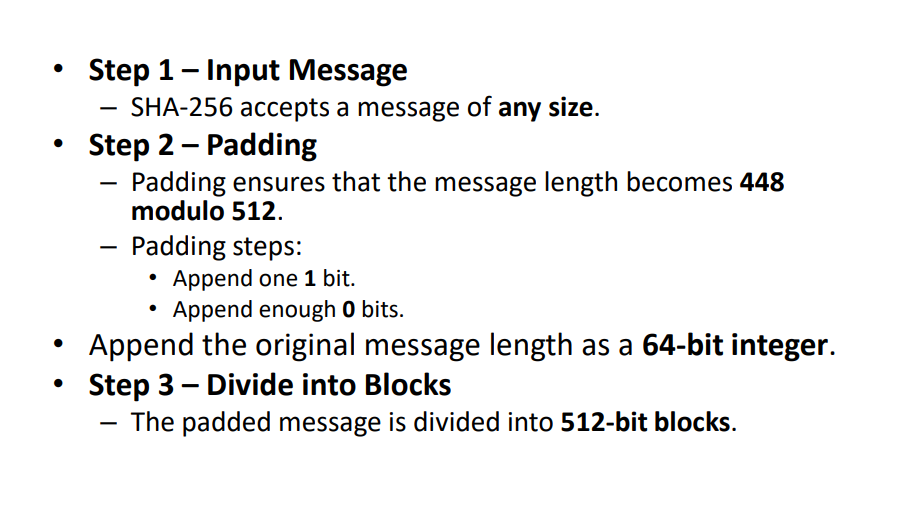 • Step 1 – Input Message
– SHA-256 accepts a message of any size.
• Step 2 – Padding
– Padding ensures that the message length becomes 448
modulo 512.
– Padding steps:
• Append one 1 bit.
• Append enough 0 bits.
• Append the original message length as a 64-bit integer.
• Step 3 – Divide into Blocks
– The padded message is divided into 512-bit blocks.